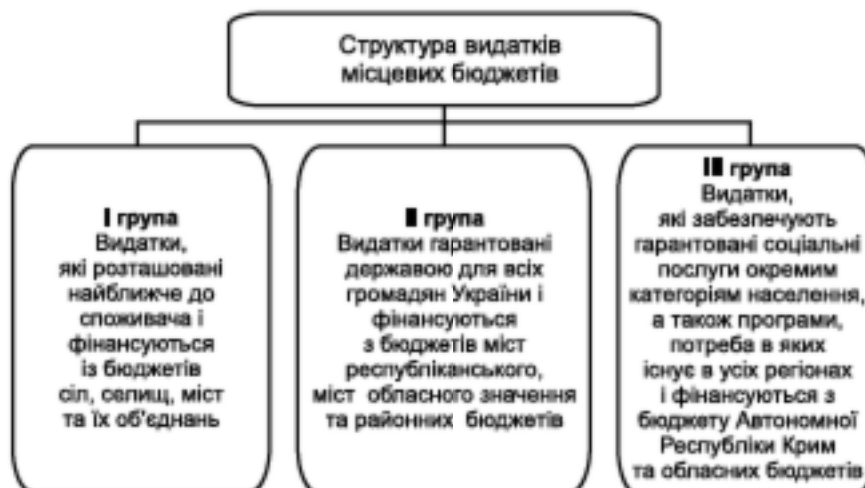 Структура видатків
місцевих бюджетів
I група
Видатки,
які розташовані
найближче до
споживача і
фінансуються
із бюджетів
сіл, селищ, міст
та їх об'єднань
II група
Видатки гарантовані
державою для всіх
громадян України і
фінансуються
з бюджетів міст
республіканського,
міст обласного значення
та районних бюджетів
III група
Видатки,
які забезпечують
гарантовані соціальні
послуги окремим
категоріям населення,
а також програми,
потреба в яких
існує в усіх регіонах
і фінансуються з
бюджету Автономної
Республіки Крим
та обласних бюджетів